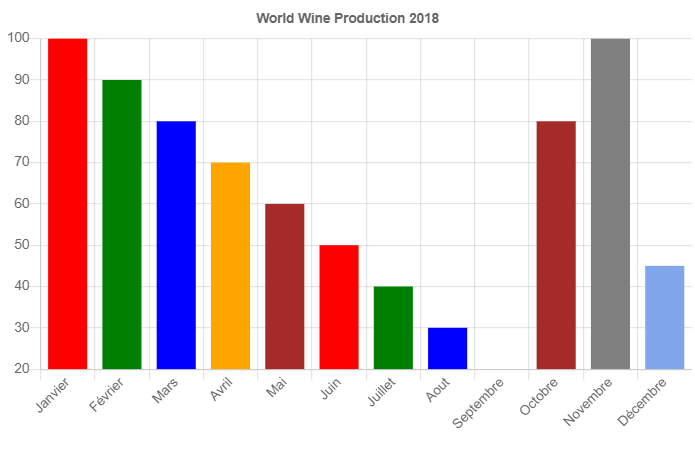 World Wine Production 2018
100
90
80
70
60
50
40
30
20
Janvier
Février
Mars
Avril
Mai
Juin
Juillet
Aout
Septembre
Octobre
Novembre
Décembre